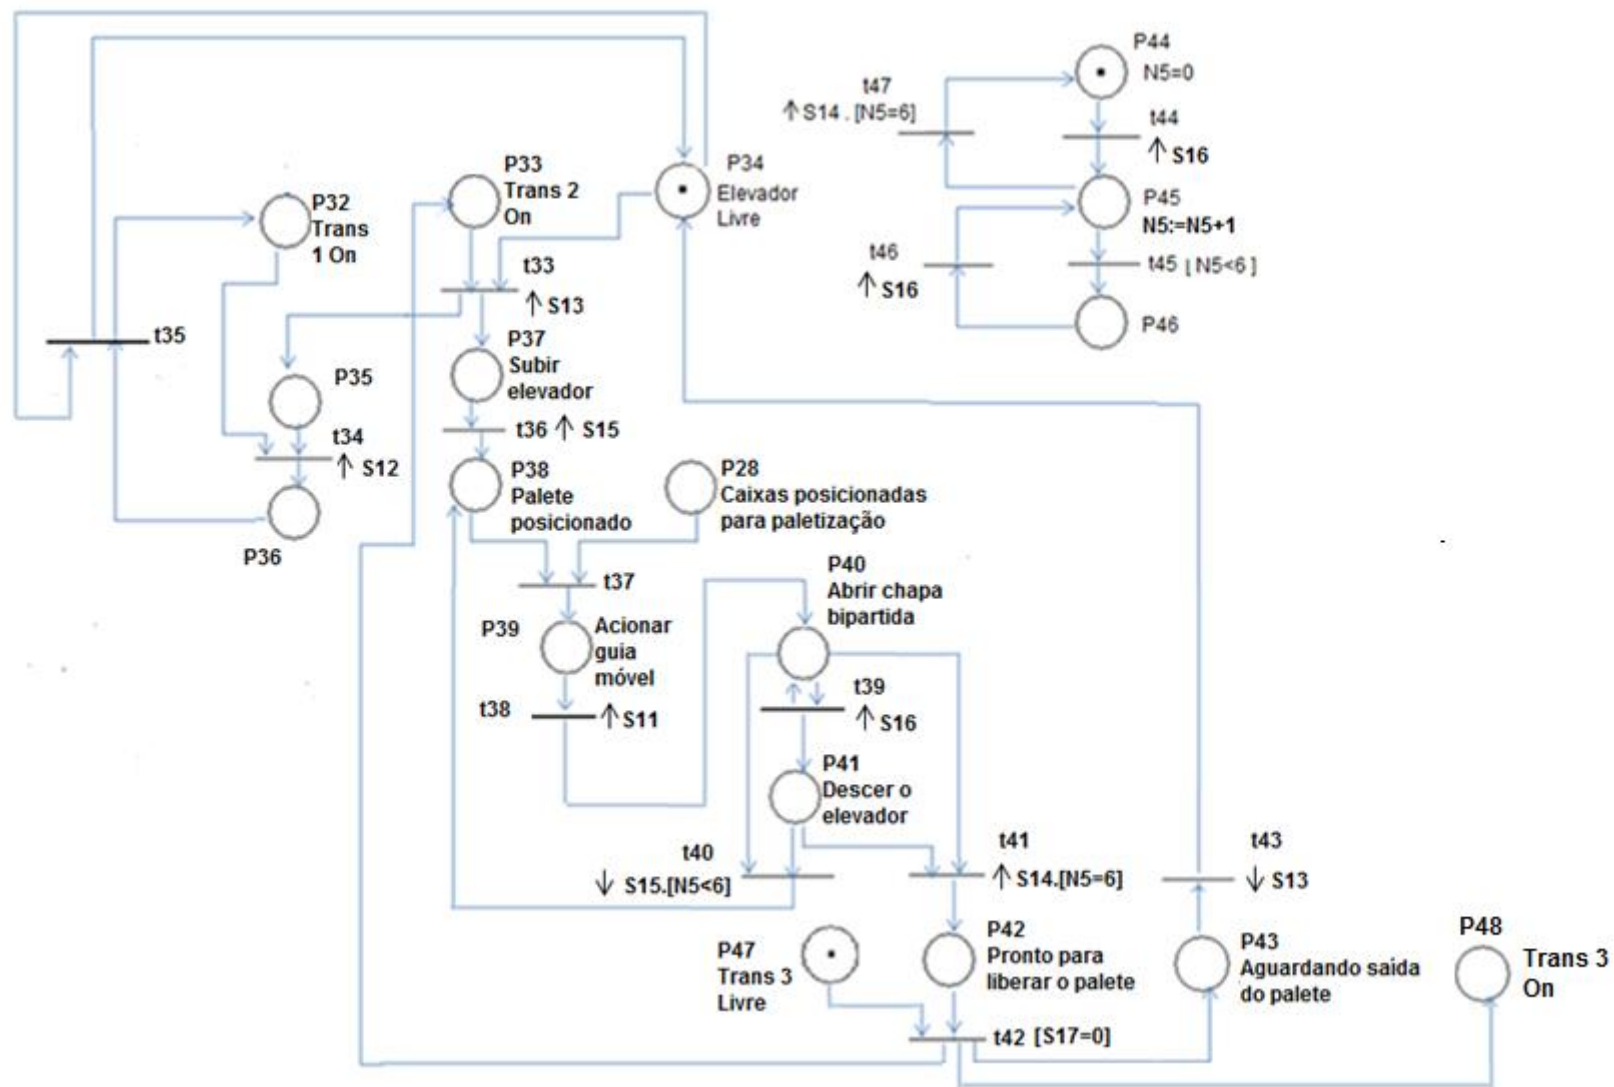 P44
N5=0
t47
↑S14 . [N5=6]
t44
↑ S16
P33
Trans 2
On
P34
Elevador
Livre
P32
Trans
1 On
P45
N5:=N5+1
t46
↑ S16
t45 [ N5<6 ]
t33
↑ S13
P46
t35
P37
Subir
elevador
P35
t36 ↑ S15
t34
↑ S12
P38
Palete
posicionado
P28
Caixas posicionadas
para paletização
P36
t37
P40
Abrir chapa
bipartida
P39
Acionar
guia
móvel
t38
↑ S11
t39
↑ S16
P41
Descer o
elevador
t40
↓ S15.[N5<6]
t41
↑ S14.[N5=6]
t43
↓ S13
P47
Trans 3
Livre
P42
Pronto para
liberar o palete
P43
Aguardando saída
do palete
P48
Trans 3
On
t42 [S17=0]